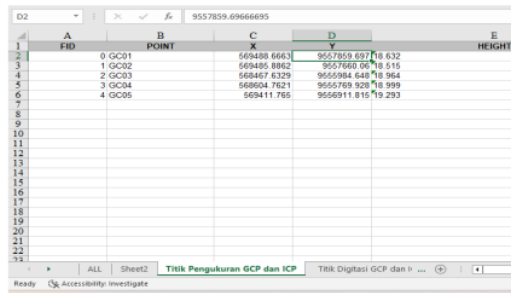 D2 fx 9557859.69666695
A B C D E
1 FID POINT X Y HEIGHT
2 0 GC01 569488.6663 9557859.697 18.632
3 1 GC02 569485.8862 9557660.06 18.515
4 2 GC03 568467.6329 9555984.648 18.964
5 3 GC04 568604.7621 9555769.928 18.999
6 4 GC05 569411.765 9556911.815 19.293
7
8
9
10
11
12
13
14
15
16
17
18
19
20
21
22
23
ALL Sheet2 Titik Pengukuran GCP dan ICP Titik Digitasi GCP dan I ...
Ready Accessibility: Investigate